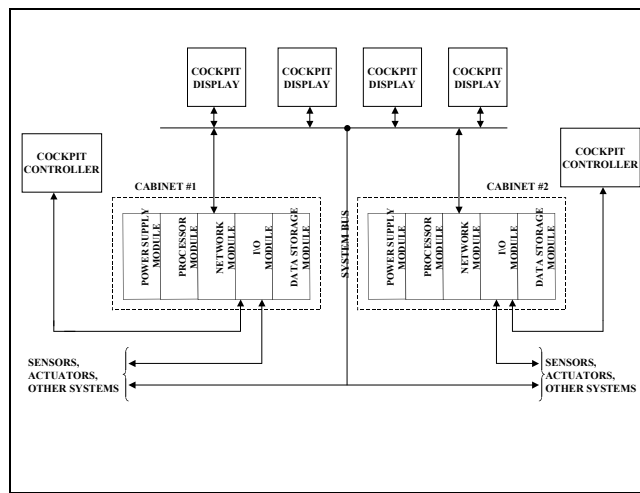 COCKPIT
DISPLAY
COCKPIT
DISPLAY
COCKPIT
DISPLAY
COCKPIT
DISPLAY
COCKPIT
CONTROLLER
COCKPIT
CONTROLLER
CABINET #1
CABINET #2
POWER SUPPLY
MODULE
PROCESSOR
MODULE
NETWORK
MODULE
I\O
MODULE
DATA STORAGE
MODULE
SYSTEM BUS
POWER SUPPLY
MODULE
PROCESSOR
MODULE
NETWORK
MODULE
I\O
MODULE
DATA STORAGE
MODULE
SENSORS,
ACTUATORS,
OTHER SYSTEMS
SENSORS,
ACTUATORS,
OTHER SYSTEMS